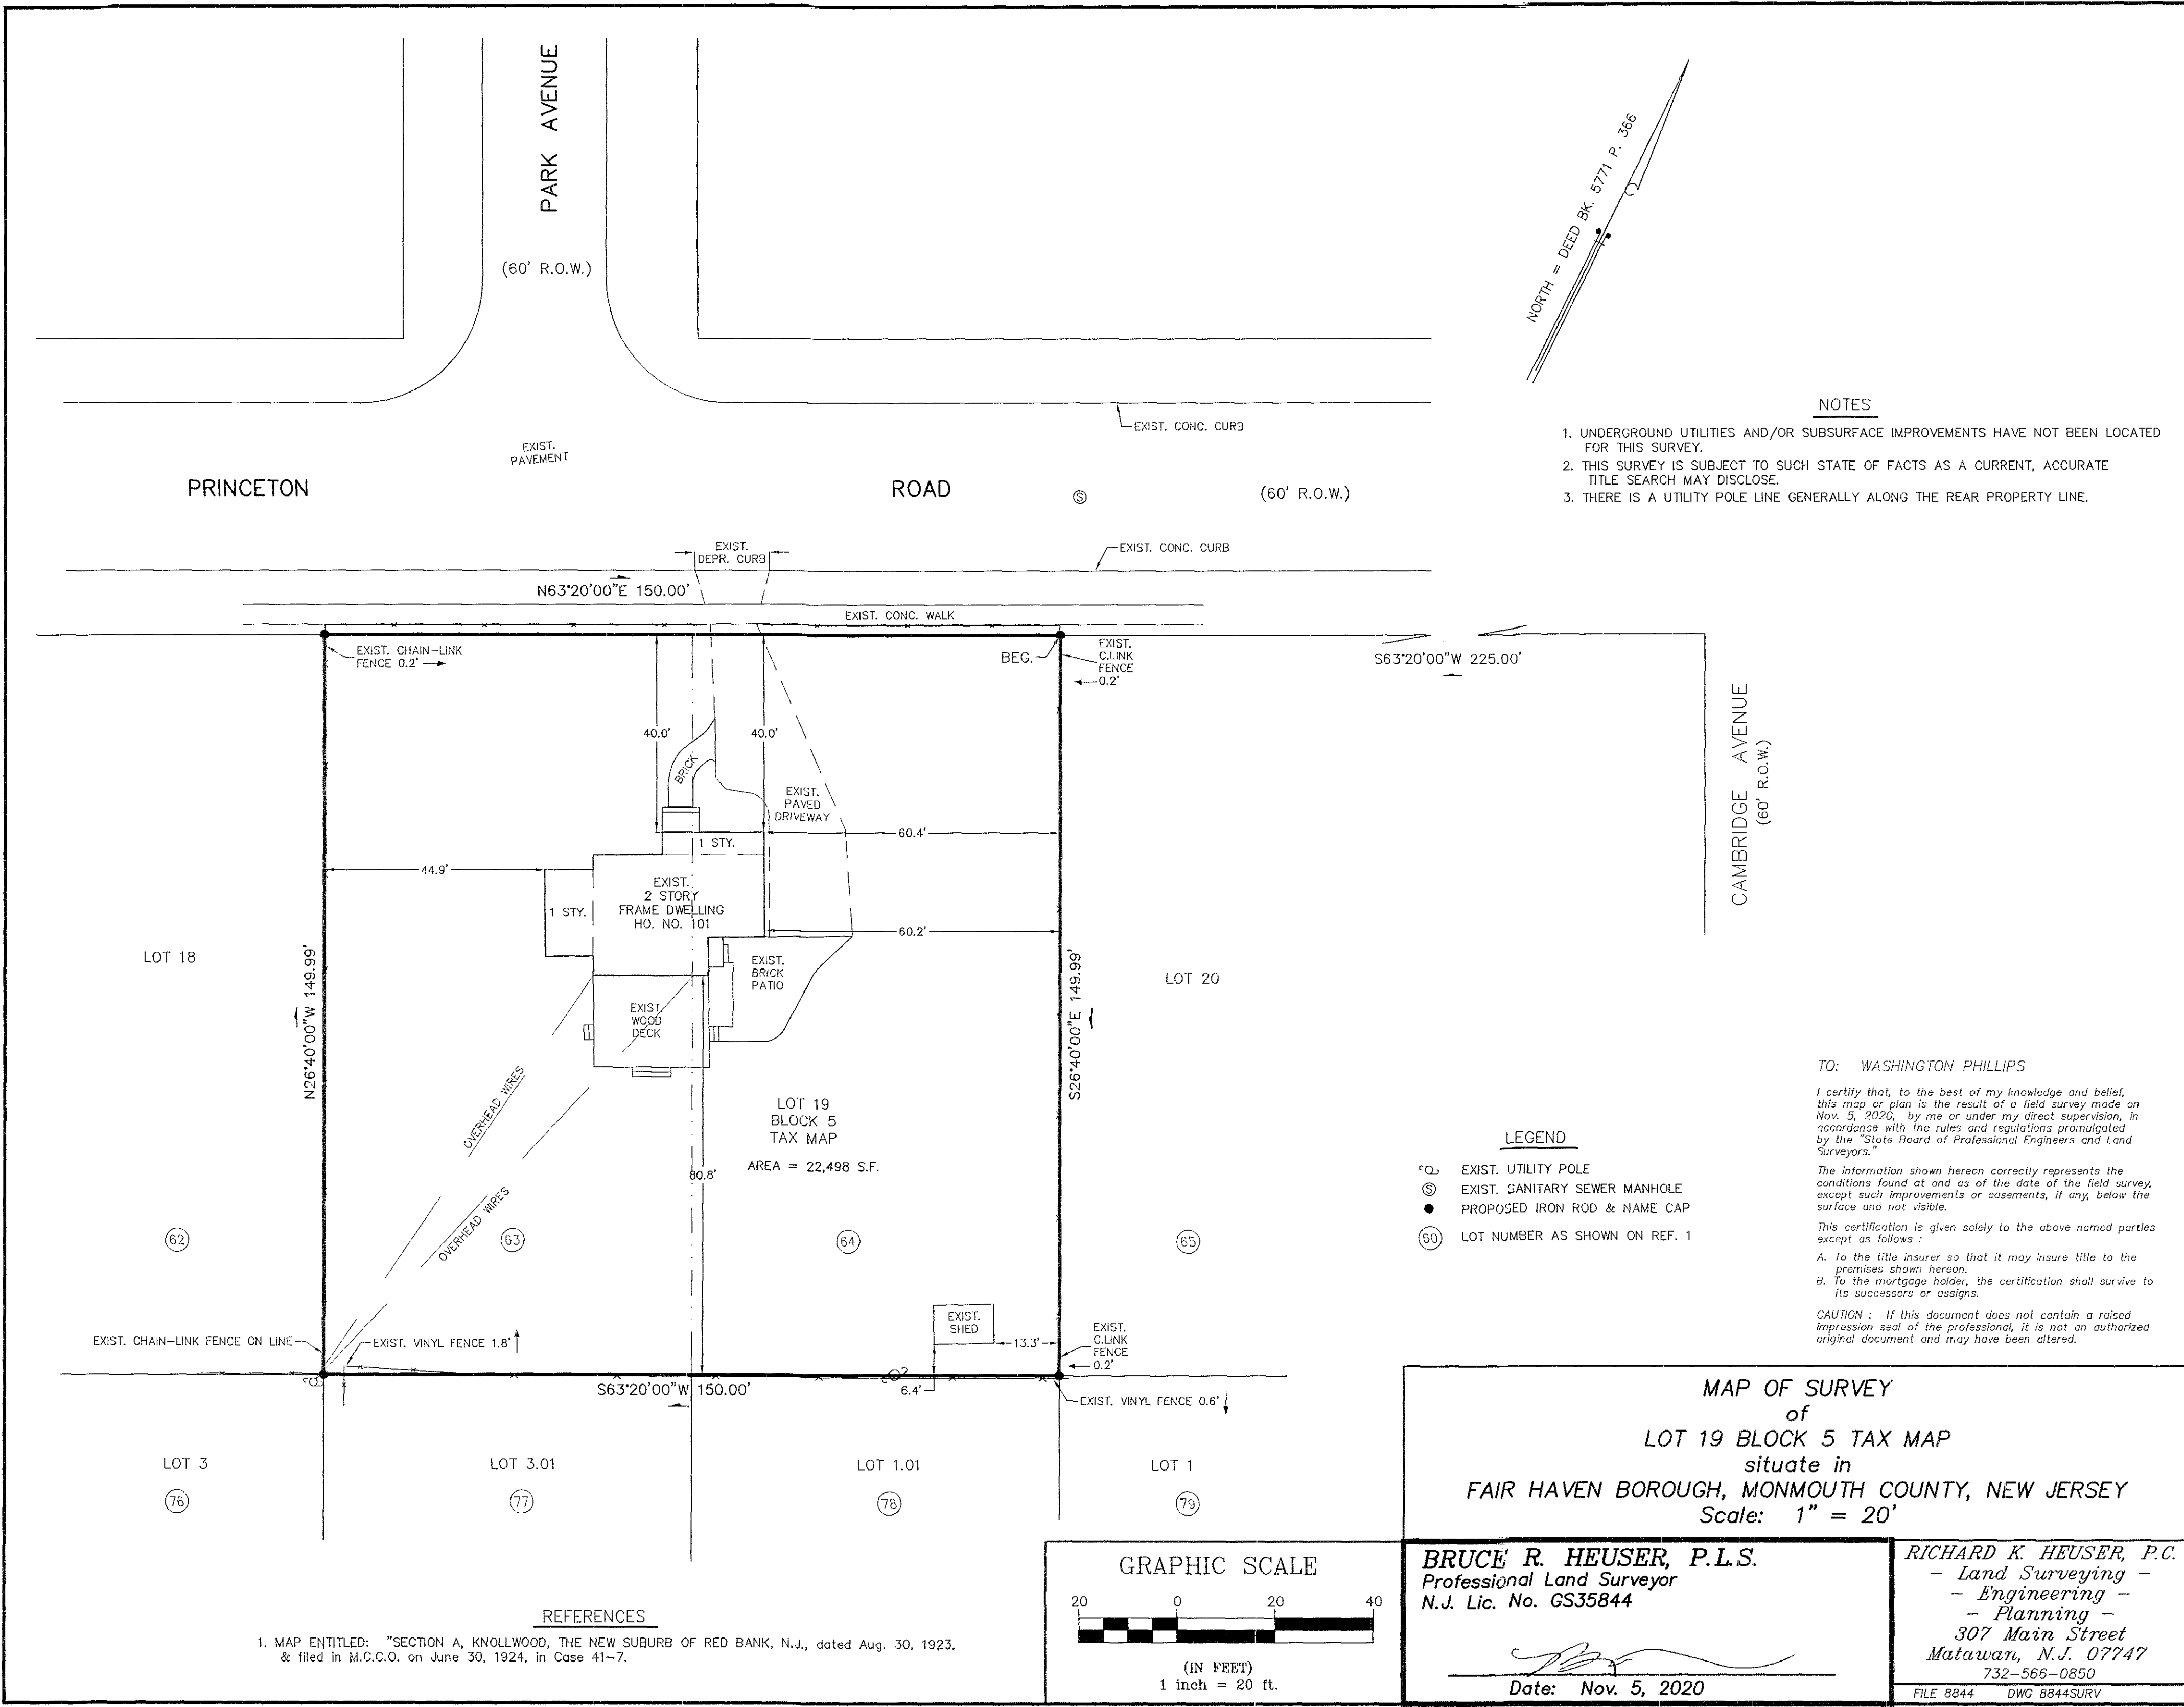 PARK AVENUE
(60' R.O.W.)
NORTH = DEED BK. 5771 P. 366
EXIST. CONC. CURB
EXIST.
PAVEMENT
PRINCETON
ROAD
Ⓢ
(60' R.O.W.)
NOTES
1. UNDERGROUND UTILITIES AND/OR SUBSURFACE IMPROVEMENTS HAVE NOT BEEN LOCATED
FOR THIS SURVEY.
2. THIS SURVEY IS SUBJECT TO SUCH STATE OF FACTS AS A CURRENT, ACCURATE
TITLE SEARCH MAY DISCLOSE.
3. THERE IS A UTILITY POLE LINE GENERALLY ALONG THE REAR PROPERTY LINE.
EXIST.
DEPR. CURB
EXIST. CONC. CURB
N63°20'00"E 150.00'
EXIST. CONC. WALK
EXIST. CHAIN-LINK
FENCE 0.2'
BEG.
EXIST.
C.LINK
FENCE
0.2'
S63°20'00"W 225.00'
CAMBRIDGE AVENUE
(60' R.O.W.)
40.0'
40.0'
BRICK
EXIST.
PAVED
DRIVEWAY
60.4'
1 STY.
44.9'
EXIST.
2 STORY
FRAME DWELLING
HO. NO. 101
1 STY.
60.2'
LOT 18
N26°40'00"W 149.99'
EXIST.
BRICK
PATIO
EXIST.
WOOD
DECK
S26°40'00"E 149.99'
LOT 20
OVERHEAD WIRES
OVERHEAD WIRES
LOT 19
BLOCK 5
TAX MAP
AREA = 22,498 S.F.
80.8'
62
63
64
65
EXIST.
SHED
13.3'
6.4'
EXIST. CHAIN-LINK FENCE ON LINE
EXIST. VINYL FENCE 1.8'
EXIST.
C.LINK
FENCE
0.2'
S63°20'00"W 150.00'
EXIST. VINYL FENCE 0.6'
LOT 3
LOT 3.01
LOT 1.01
LOT 1
76
77
78
79
LEGEND
EXIST. UTILITY POLE
Ⓢ EXIST. SANITARY SEWER MANHOLE
PROPOSED IRON ROD & NAME CAP
60 LOT NUMBER AS SHOWN ON REF. 1
TO: WASHINGTON PHILLIPS
I certify that, to the best of my knowledge and belief,
this map or plan is the result of a field survey made on
Nov. 5, 2020, by me or under my direct supervision, in
accordance with the rules and regulations promulgated
by the "State Board of Professional Engineers and Land
Surveyors."
The information shown hereon correctly represents the
conditions found at and as of the date of the field survey,
except such improvements or easements, if any, below the
surface and not visible.
This certification is given solely to the above named parties
except as follows :
A. To the title insurer so that it may insure title to the
premises shown hereon.
B. To the mortgage holder, the certification shall survive to
its successors or assigns.
CAUTION : If this document does not contain a raised
impression seal of the professional, it is not an authorized
original document and may have been altered.
MAP OF SURVEY
of
LOT 19 BLOCK 5 TAX MAP
situate in
FAIR HAVEN BOROUGH, MONMOUTH COUNTY, NEW JERSEY
Scale: 1" = 20'
REFERENCES
1. MAP ENTITLED: "SECTION A, KNOLLWOOD, THE NEW SUBURB OF RED BANK, N.J., dated Aug. 30, 1923,
& filed in M.C.C.O. on June 30, 1924, in Case 41-7.
GRAPHIC SCALE
20 0 20 40
(IN FEET)
1 inch = 20 ft.
BRUCE R. HEUSER, P.L.S.
Professional Land Surveyor
N.J. Lic. No. GS35844
Date: Nov. 5, 2020
RICHARD K. HEUSER, P.C.
- Land Surveying -
- Engineering -
- Planning -
307 Main Street
Matawan, N.J. 07747
732-566-0850
FILE 8844 DWG 8844SURV